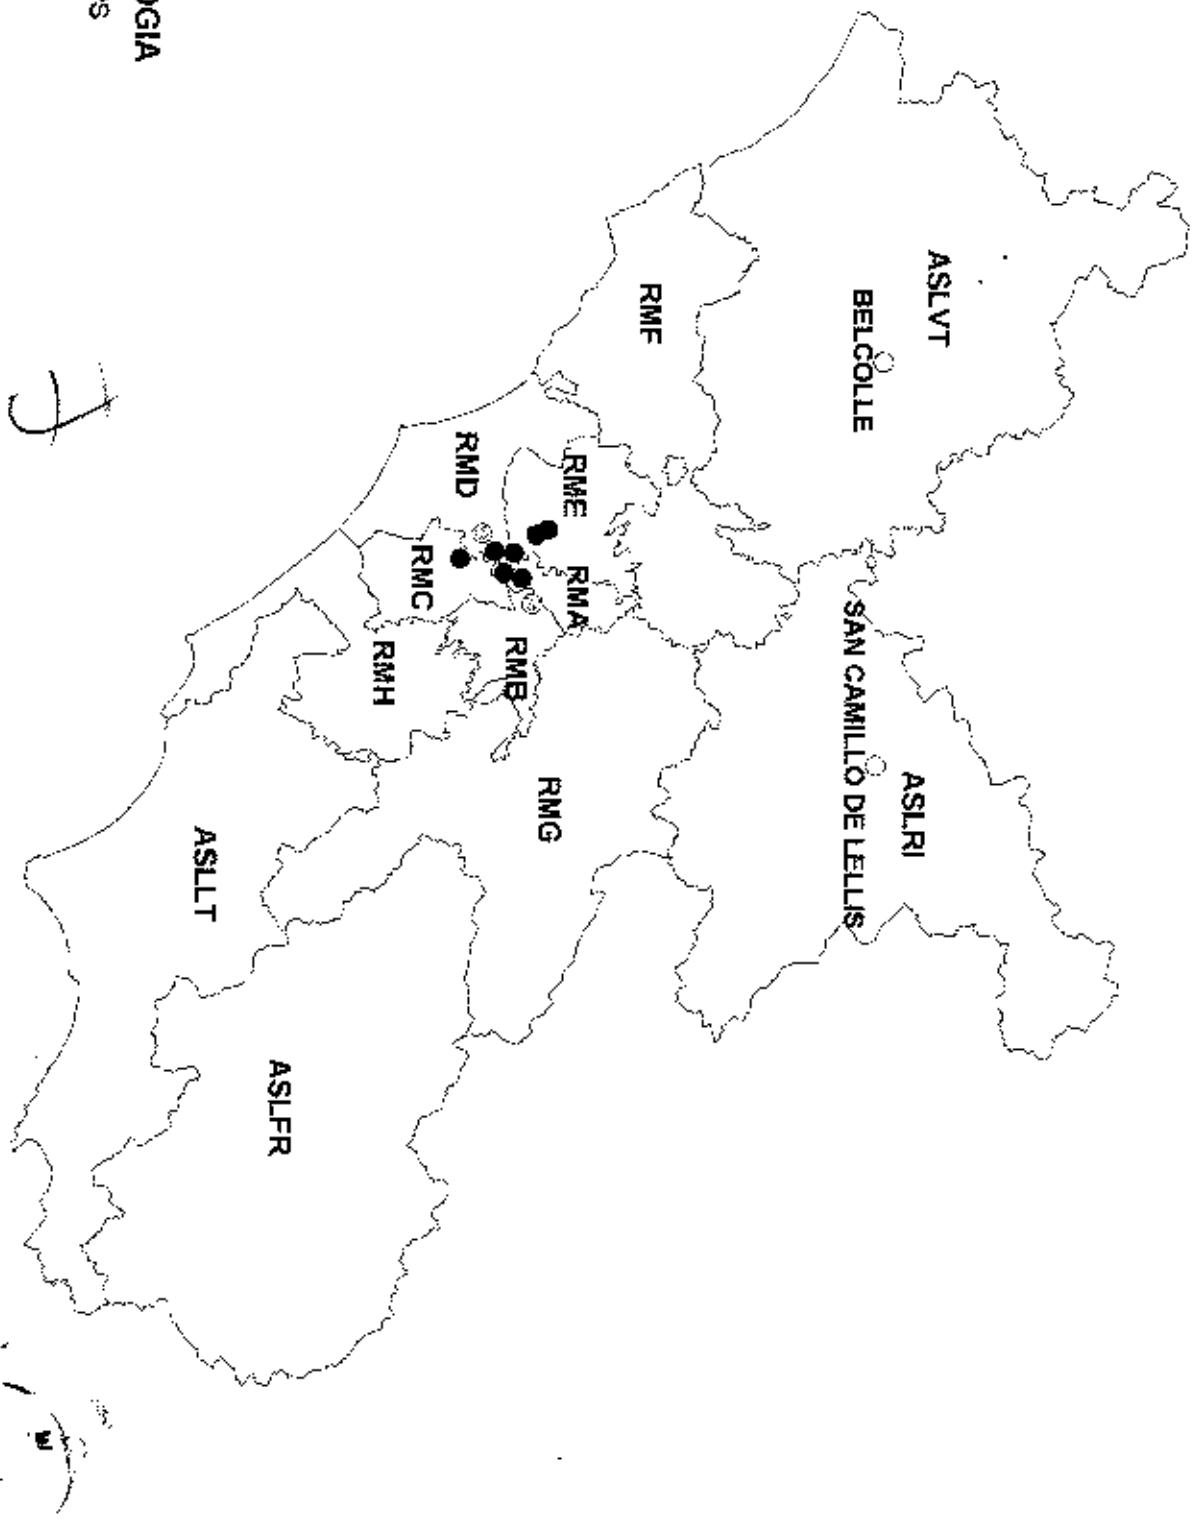 ASLVT
BELCOLLE
RMF
RME
RMD
RMA
RMC
RMB
RMH
SAN CAMILLO DE LELLIS
ASLRI
RMG
ASLLT
ASLFR
OGIA